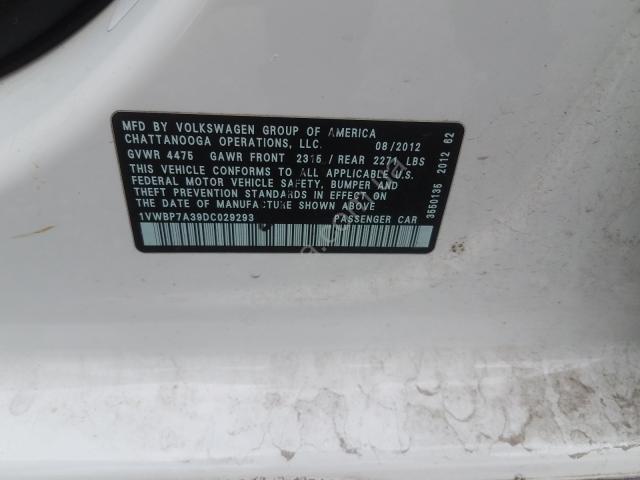 MFD BY VOLKSWAGEN GROUP OF AMERICA
CHATTANOOGA OPERATIONS, LLC. 08/2012
GVWR 4475 GAWR FRONT 2315 / REAR 2271 LBS
THIS VEHICLE CONFORMS TO ALL APPLICABLE U.S.
FEDERAL MOTOR VEHICLE SAFETY, BUMPER AND
THEFT PREVENTION STANDARDS IN EFFECT ON
THE DATE OF MANUFACTURE SHOWN ABOVE
1VWBP7A39DC029293 PASSENGER CAR
3550135 2012 62